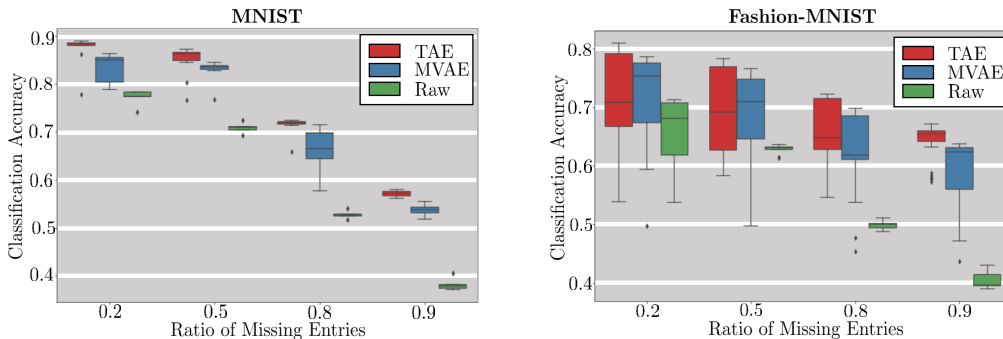 MNIST
0.9
0.8
0.7
0.6
0.5
0.4
Classification Accuracy
TAE
MVAE
Raw
0.2
0.5
0.8
0.9
Ratio of Missing Entries
Fashion-MNIST
0.8
0.7
0.6
0.5
0.4
Classification Accuracy
TAE
MVAE
Raw
0.2
0.5
0.8
0.9
Ratio of Missing Entries